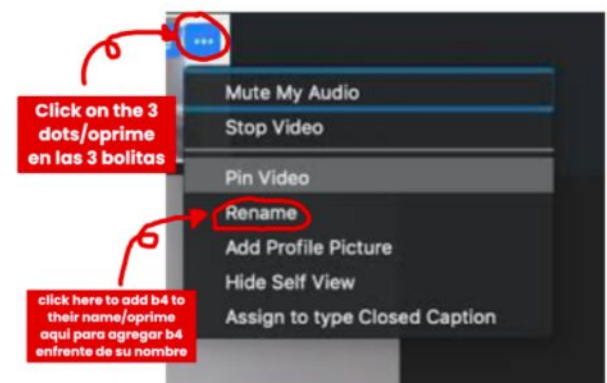 ...
Mute My Audio
Click on the 3
dots/oprime
en las 3 bolitas
Stop Video
Pin Video
Rename
Add Profile Picture
Hide Self View
Assign to type Closed Caption
click here to add b4 to
their name/oprime
aqui para agregar b4
enfrente de su nombre